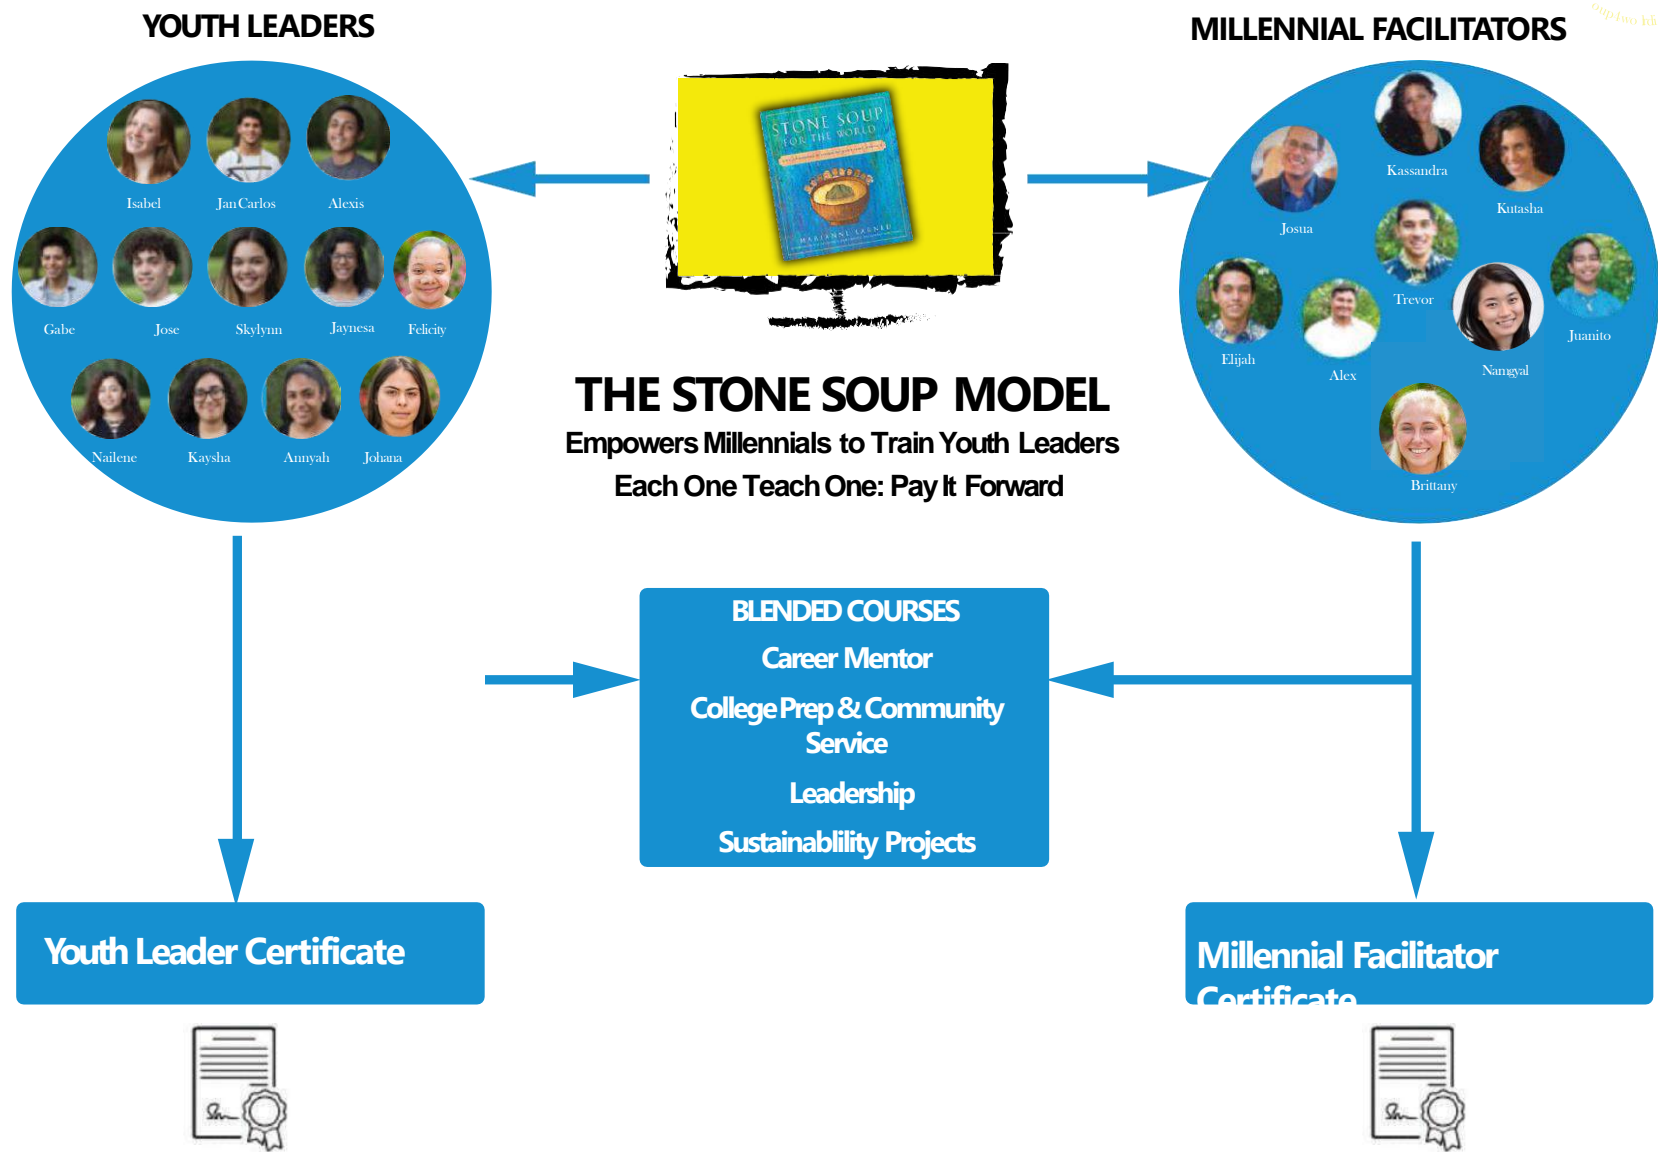 YOUTH LEADERS
MILLENNIAL FACILITATORS
Isabel
Jan Carlos
Alexis
Gabe
Jose
Skylynn
Jaynesa
Felicity
Nailene
Kaysha
Annyah
Johana
STONE SOUP
FOR THE WORLD
MARIANNE LARNED
Kassandra
Kutasha
Josua
Trevor
Elijah
Alex
Namgyal
Juanito
Brittany
THE STONE SOUP MODEL
Empowers Millennials to Train Youth Leaders
Each One Teach One: Pay It Forward
BLENDED COURSES
Career Mentor
College Prep & Community
Service
Leadership
Sustainablility Projects
Youth Leader Certificate
Millennial Facilitator
Certificate